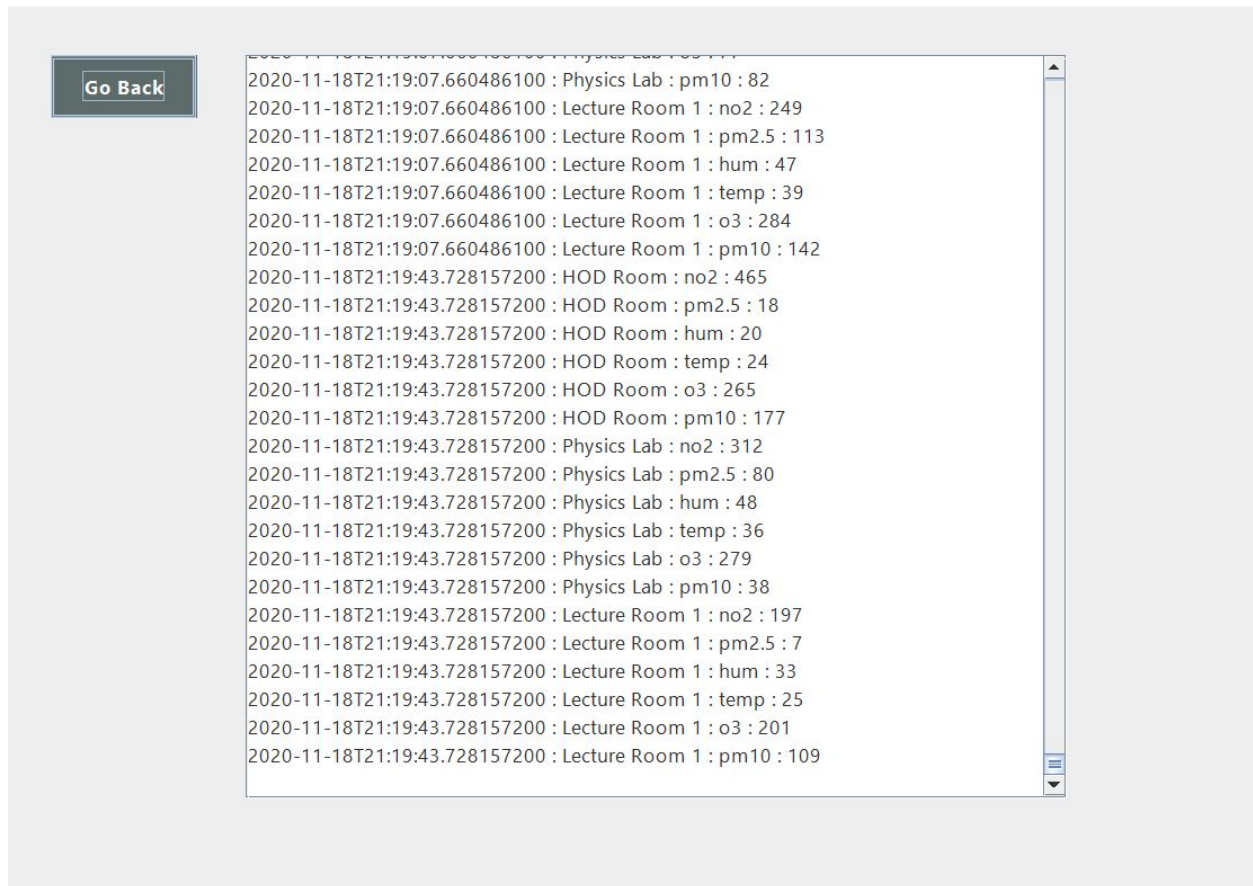 Go Back
2020-11-18T21:19:07.660486100 : Physics Lab : pm10 : 82
2020-11-18T21:19:07.660486100 : Lecture Room 1 : no2 : 249
2020-11-18T21:19:07.660486100 : Lecture Room 1 : pm2.5 : 113
2020-11-18T21:19:07.660486100 : Lecture Room 1 : hum : 47
2020-11-18T21:19:07.660486100 : Lecture Room 1 : temp : 39
2020-11-18T21:19:07.660486100 : Lecture Room 1 : o3 : 284
2020-11-18T21:19:07.660486100 : Lecture Room 1 : pm10 : 142
2020-11-18T21:19:43.728157200 : HOD Room : no2 : 465
2020-11-18T21:19:43.728157200 : HOD Room : pm2.5 : 18
2020-11-18T21:19:43.728157200 : HOD Room : hum : 20
2020-11-18T21:19:43.728157200 : HOD Room : temp : 24
2020-11-18T21:19:43.728157200 : HOD Room : o3 : 265
2020-11-18T21:19:43.728157200 : HOD Room : pm10 : 177
2020-11-18T21:19:43.728157200 : Physics Lab : no2 : 312
2020-11-18T21:19:43.728157200 : Physics Lab : pm2.5 : 80
2020-11-18T21:19:43.728157200 : Physics Lab : hum : 48
2020-11-18T21:19:43.728157200 : Physics Lab : temp : 36
2020-11-18T21:19:43.728157200 : Physics Lab : o3 : 279
2020-11-18T21:19:43.728157200 : Physics Lab : pm10 : 38
2020-11-18T21:19:43.728157200 : Lecture Room 1 : no2 : 197
2020-11-18T21:19:43.728157200 : Lecture Room 1 : pm2.5 : 7
2020-11-18T21:19:43.728157200 : Lecture Room 1 : hum : 33
2020-11-18T21:19:43.728157200 : Lecture Room 1 : temp : 25
2020-11-18T21:19:43.728157200 : Lecture Room 1 : o3 : 201
2020-11-18T21:19:43.728157200 : Lecture Room 1 : pm10 : 109